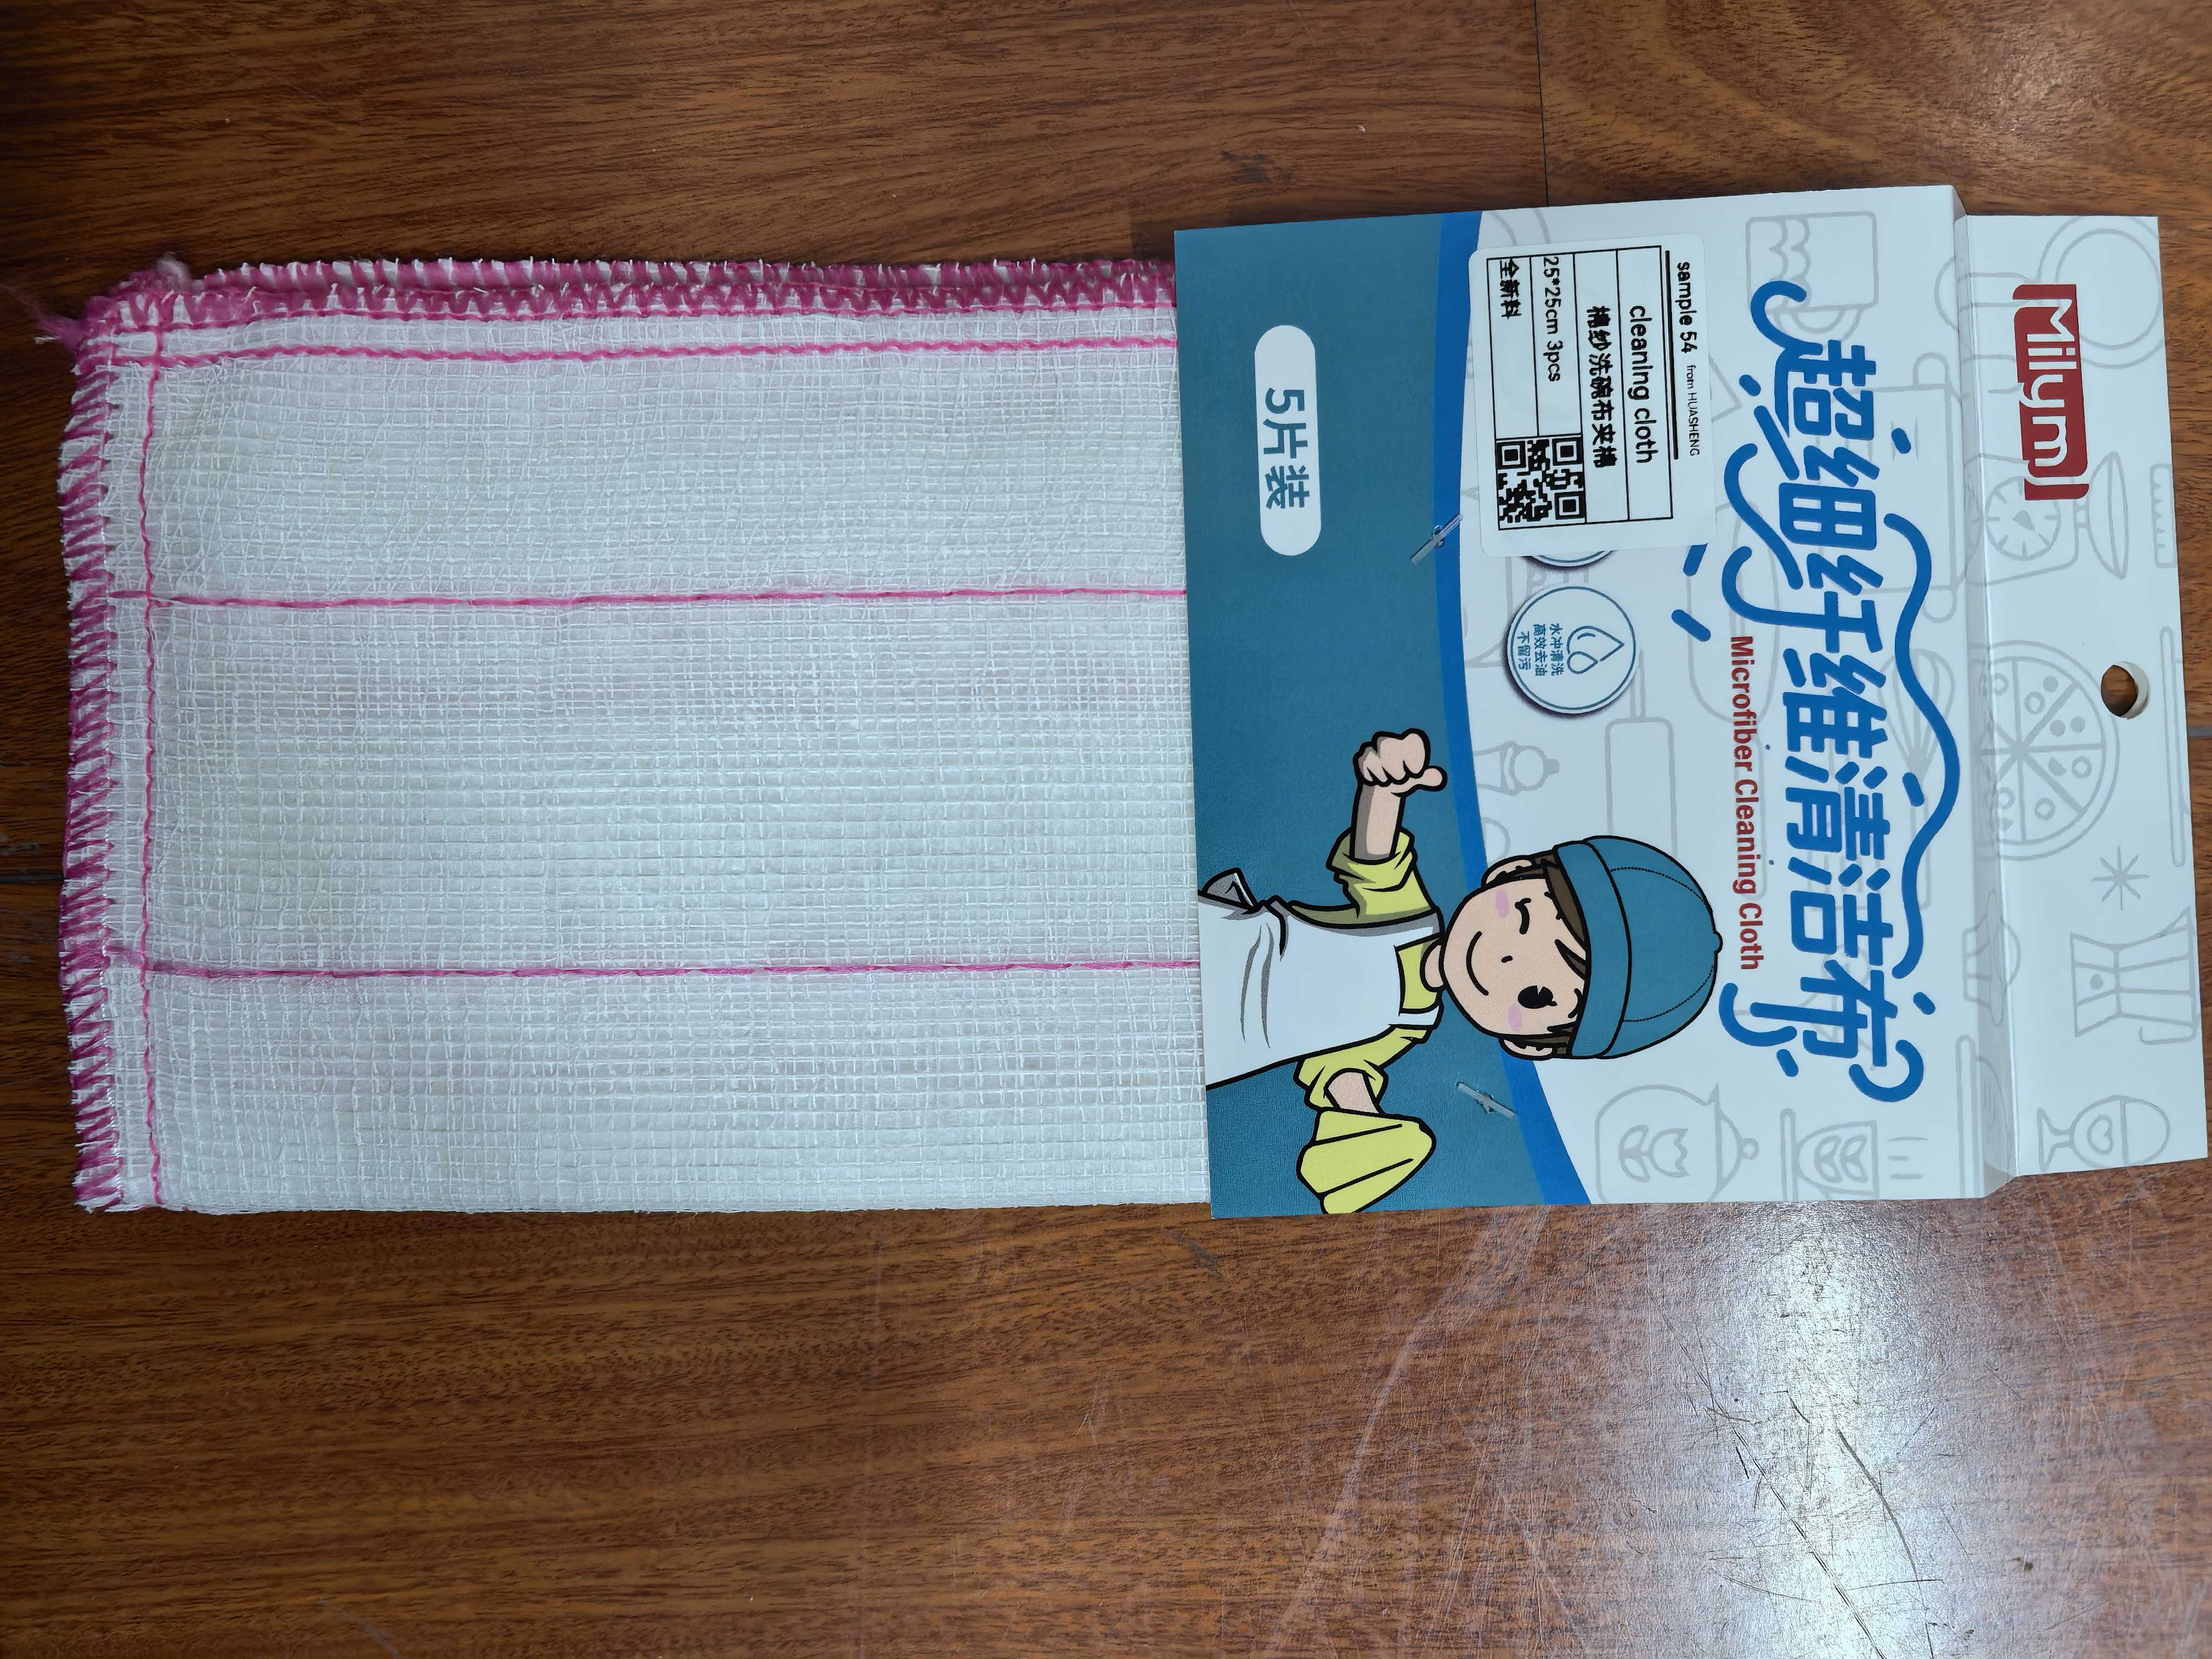 Milymj
超细纤维清洁布
Microfiber Cleaning Cloth
sample 54 from HUASHENG
cleaning cloth
棉纱洗碗布夹棉
25*25cm 3pcs
全新料
水冲清洗
高效去油
不留污
5片装